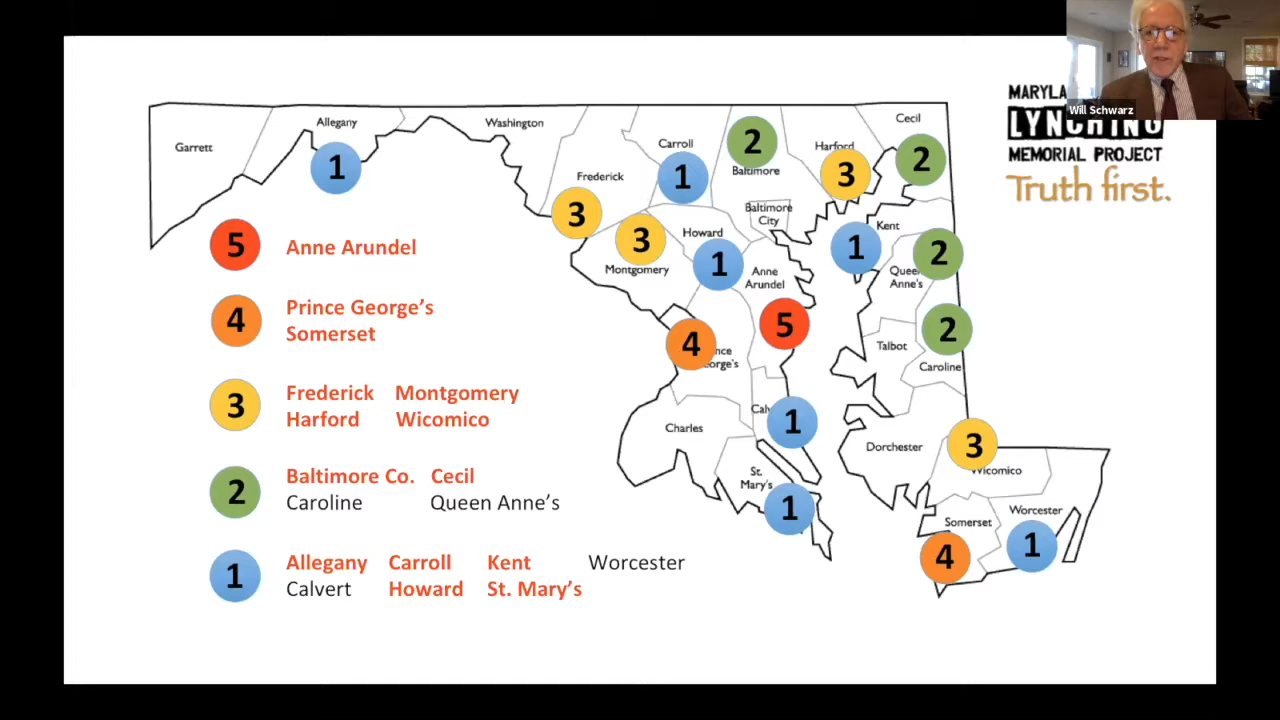 Will Schwarz
LYNCHING
MEMORIAL PROJECT
Truth first.
Garrett
Allegany
1
Washington
Frederick
3
Carroll
1
2
Baltimore
Harford
3
Cecil
2
Baltimore
City
Montgomery
3
Howard
1
Anne
Arundel
5
Kent
1
2
Anne's
Talbot
2
Caroline
4
1
Charles
St.
Mary's
1
Dorchester
3
Wicomico
Somerset
4
Worcester
1
5 Anne Arundel
4 Prince George's
Somerset
3 Frederick Montgomery
Harford Wicomico
2 Baltimore Co. Cecil
Caroline Queen Anne's
1 Allegany Carroll Kent Worcester
Calvert Howard St. Mary's